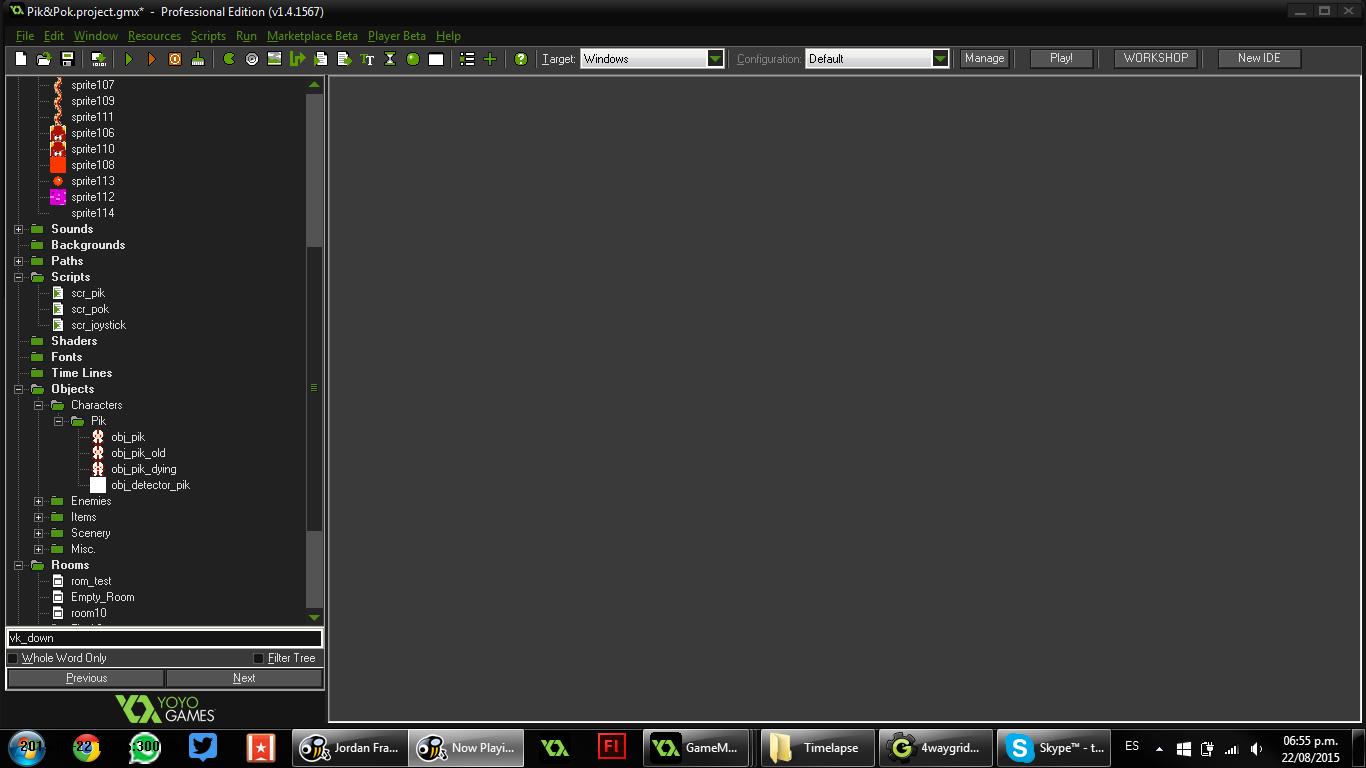 Pik&Pok.project.gmx* - Professional Edition (v1.4.1567)
File Edit Window Resources Scripts Run Marketplace Beta Player Beta Help
Target: Windows Configuration: Default Manage Play! WORKSHOP New IDE
sprite107
sprite109
sprite111
sprite106
sprite110
sprite108
sprite113
sprite112
sprite114
Sounds
Backgrounds
Paths
Scripts
scr_pik
scr_pok
scr_joystick
Shaders
Fonts
Time Lines
Objects
Characters
Pik
obj_pik
obj_pik_old
obj_pik_dying
obj_detector_pik
Enemies
Items
Scenery
Misc.
Rooms
rom_test
Empty_Room
room10
vk_down
Whole Word Only Filter Tree
Previous Next
YOYO
GAMES
:300 Jordan Fra... Now Playi... Fl GameM... Timelapse 4waygrid... Skype™ - t... ES
06:55 p.m.
22/08/2015